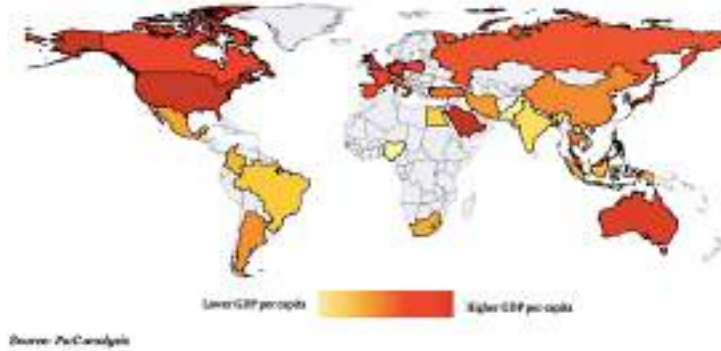 Lower GDP per capita
Higher GDP per capita
Source: PwC analysis